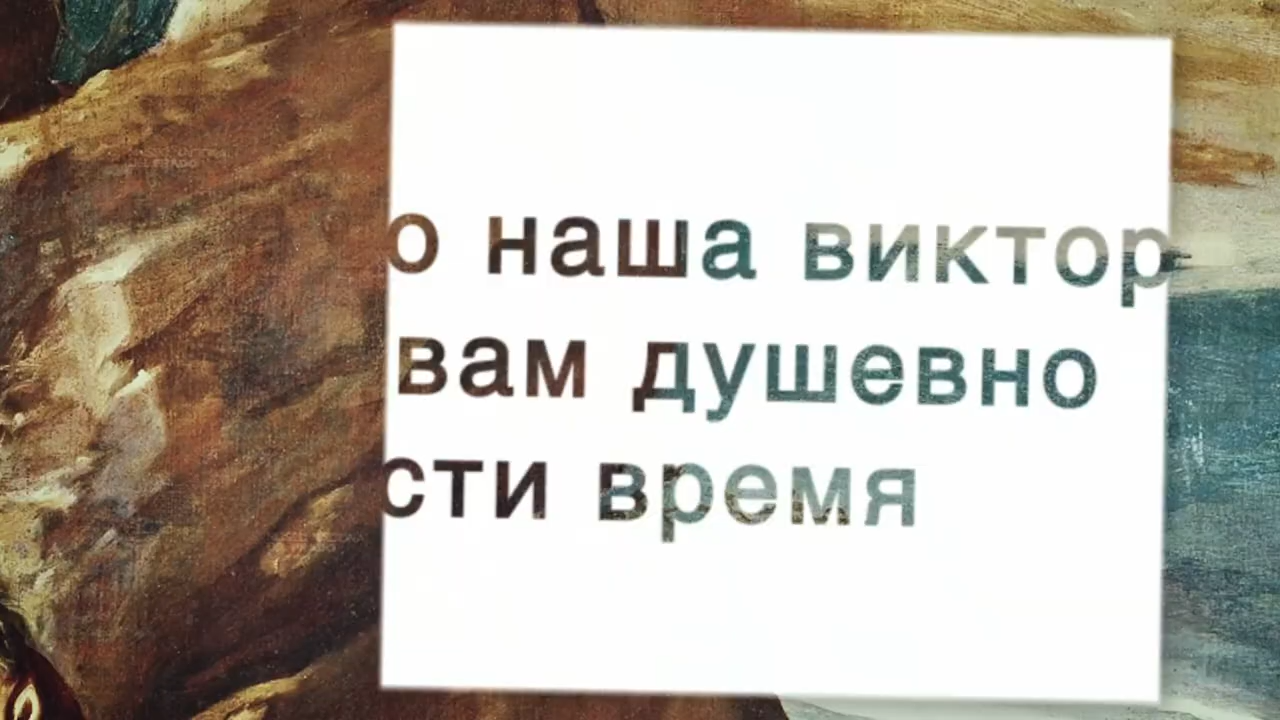 о наша виктор
вам душевно
сти время